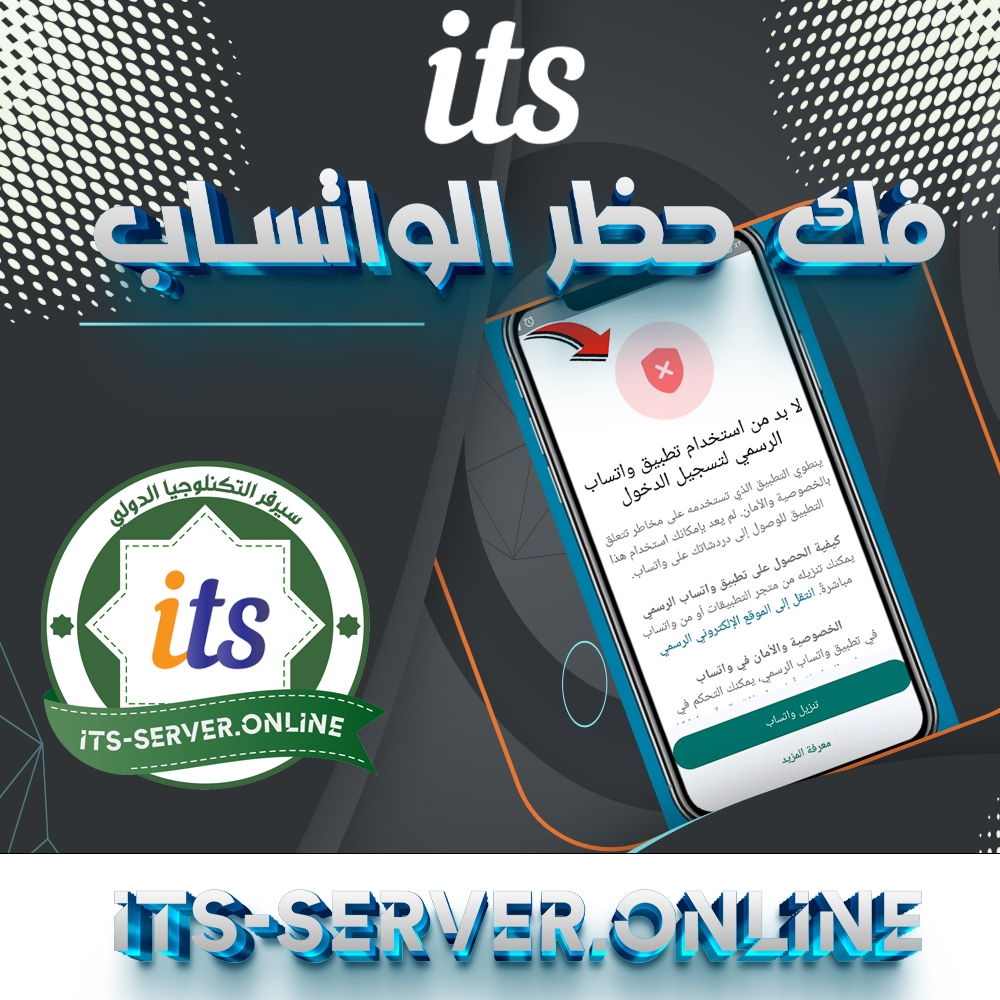 its
فك حظر الواتساب
لا بد من استخدام تطبيق واتساب
الرسمي لتسجيل الدخول
ينطوي التطبيق الذي تستخدمه على مخاطر تتعلق
بالخصوصية والأمان. لم يعد بإمكانك استخدام هذا
التطبيق للوصول إلى دردشاتك على واتساب.
كيفية الحصول على تطبيق واتساب الرسمي
يمكنك تنزيله من متجر التطبيقات أو من واتساب
مباشرةً. انتقل إلى الموقع الإلكتروني الرسمي
الخصوصية والأمان في واتساب
في تطبيق واتساب الرسمي، يمكنك التحكم في
تنزيل واتساب
معرفة المزيد
سيرفر التكنلوجيا الدولي
its
iTS-SERVER.ONLiNE
iTS-SERVER.ONLiNE